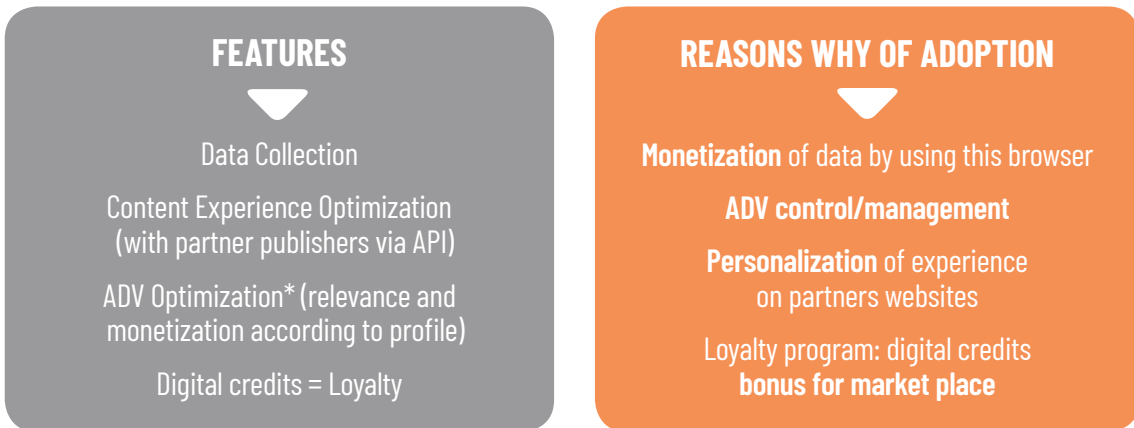 FEATURES
Data Collection
Content Experience Optimization
(with partner publishers via API)
ADV Optimization* (relevance and
monetization according to profile)
Digital credits = Loyalty
REASONS WHY OF ADOPTION
Monetization of data by using this browser
ADV control/management
Personalization of experience
on partners websites
Loyalty program: digital credits
bonus for market place